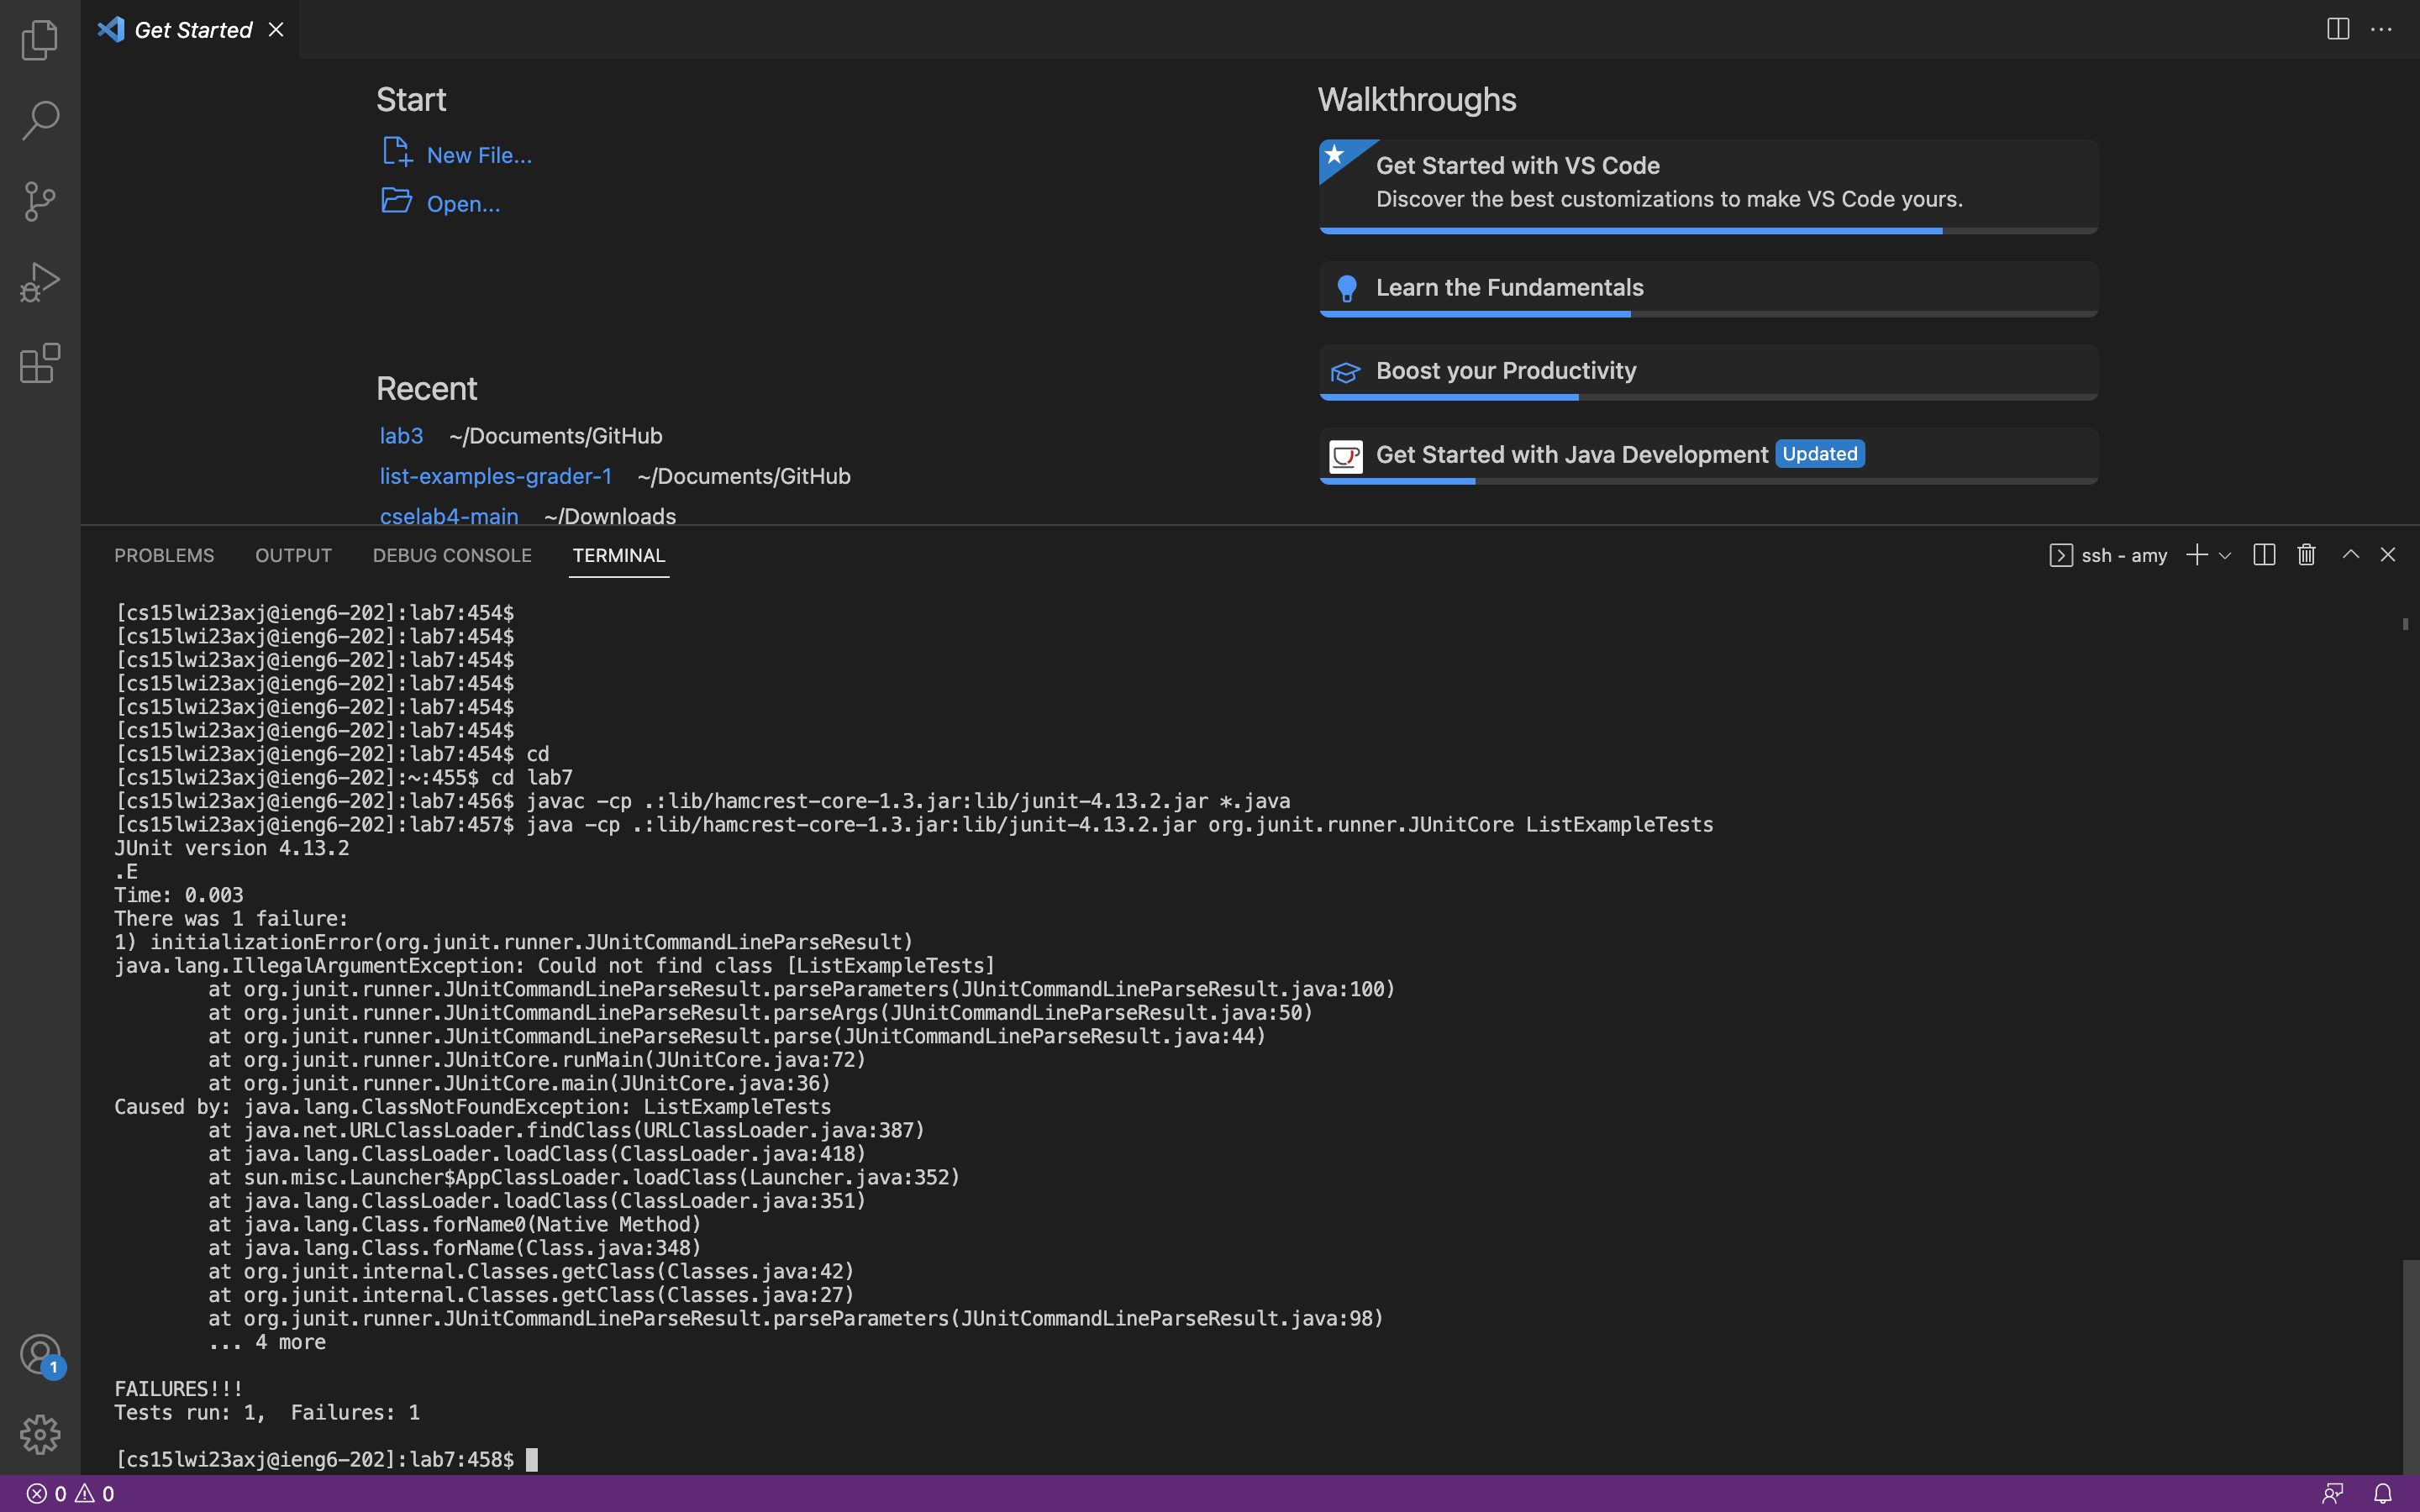 Get Started
Start
New File...
Open...
Recent
lab3 ~/Documents/GitHub
list-examples-grader-1 ~/Documents/GitHub
cselab4-main ~/Downloads
Walkthroughs
Get Started with VS Code
Discover the best customizations to make VS Code yours.
Learn the Fundamentals
Boost your Productivity
Get Started with Java Development Updated
PROBLEMS OUTPUT DEBUG CONSOLE TERMINAL
ssh - amy
[cs15lwi23axj@ieng6-202]:lab7:454$
[cs15lwi23axj@ieng6-202]:lab7:454$
[cs15lwi23axj@ieng6-202]:lab7:454$
[cs15lwi23axj@ieng6-202]:lab7:454$
[cs15lwi23axj@ieng6-202]:lab7:454$
[cs15lwi23axj@ieng6-202]:lab7:454$
[cs15lwi23axj@ieng6-202]:lab7:454$ cd
[cs15lwi23axj@ieng6-202]:~:455$ cd lab7
[cs15lwi23axj@ieng6-202]:lab7:456$ javac -cp .:lib/hamcrest-core-1.3.jar:lib/junit-4.13.2.jar *.java
[cs15lwi23axj@ieng6-202]:lab7:457$ java -cp .:lib/hamcrest-core-1.3.jar:lib/junit-4.13.2.jar org.junit.runner.JUnitCore ListExampleTests
JUnit version 4.13.2
.E
Time: 0.003
There was 1 failure:
1) initializationError(org.junit.runner.JUnitCommandLineParseResult)
java.lang.IllegalArgumentException: Could not find class [ListExampleTests]
at org.junit.runner.JUnitCommandLineParseResult.parseParameters(JUnitCommandLineParseResult.java:100)
at org.junit.runner.JUnitCommandLineParseResult.parseArgs(JUnitCommandLineParseResult.java:50)
at org.junit.runner.JUnitCommandLineParseResult.parse(JUnitCommandLineParseResult.java:44)
at org.junit.runner.JUnitCore.runMain(JUnitCore.java:72)
at org.junit.runner.JUnitCore.main(JUnitCore.java:36)
Caused by: java.lang.ClassNotFoundException: ListExampleTests
at java.net.URLClassLoader.findClass(URLClassLoader.java:387)
at java.lang.ClassLoader.loadClass(ClassLoader.java:418)
at sun.misc.Launcher$AppClassLoader.loadClass(Launcher.java:352)
at java.lang.ClassLoader.loadClass(ClassLoader.java:351)
at java.lang.Class.forName0(Native Method)
at java.lang.Class.forName(Class.java:348)
at org.junit.internal.Classes.getClass(Classes.java:42)
at org.junit.internal.Classes.getClass(Classes.java:27)
at org.junit.runner.JUnitCommandLineParseResult.parseParameters(JUnitCommandLineParseResult.java:98)
... 4 more
FAILURES!!!
Tests run: 1,  Failures: 1
[cs15lwi23axj@ieng6-202]:lab7:458$
1
0 0